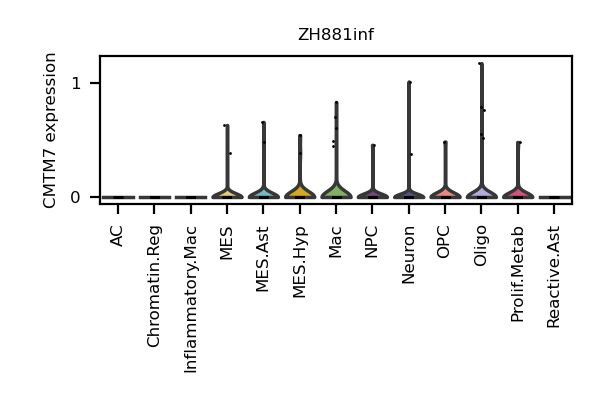 ZH881inf
CMTM7 expression
1
0
AC
Chromatin.Reg
Inflammatory.Mac
MES
MES.Ast
MES.Hyp
Mac
NPC
Neuron
OPC
Oligo
Prolif.Metab
Reactive.Ast